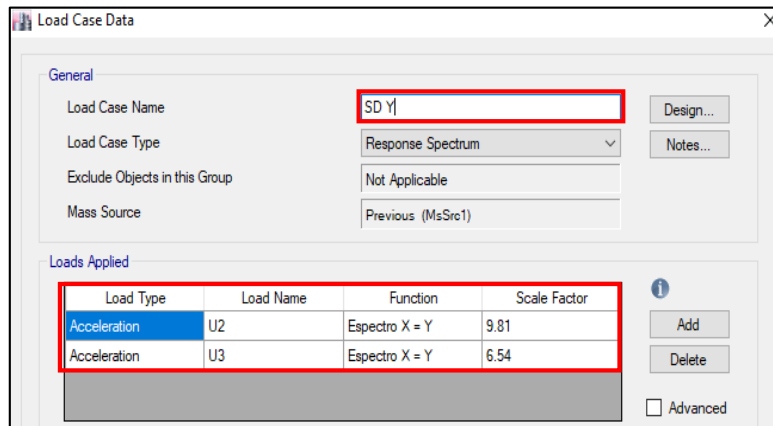 Load Case Data
General
Load Case Name SD Y Design...
Load Case Type Response Spectrum Notes...
Exclude Objects in this Group Not Applicable
Mass Source Previous (MsSrc1)
Loads Applied
Load Type Load Name Function Scale Factor
Acceleration U2 Espectro X = Y 9.81 Add
Acceleration U3 Espectro X = Y 6.54 Delete
Advanced